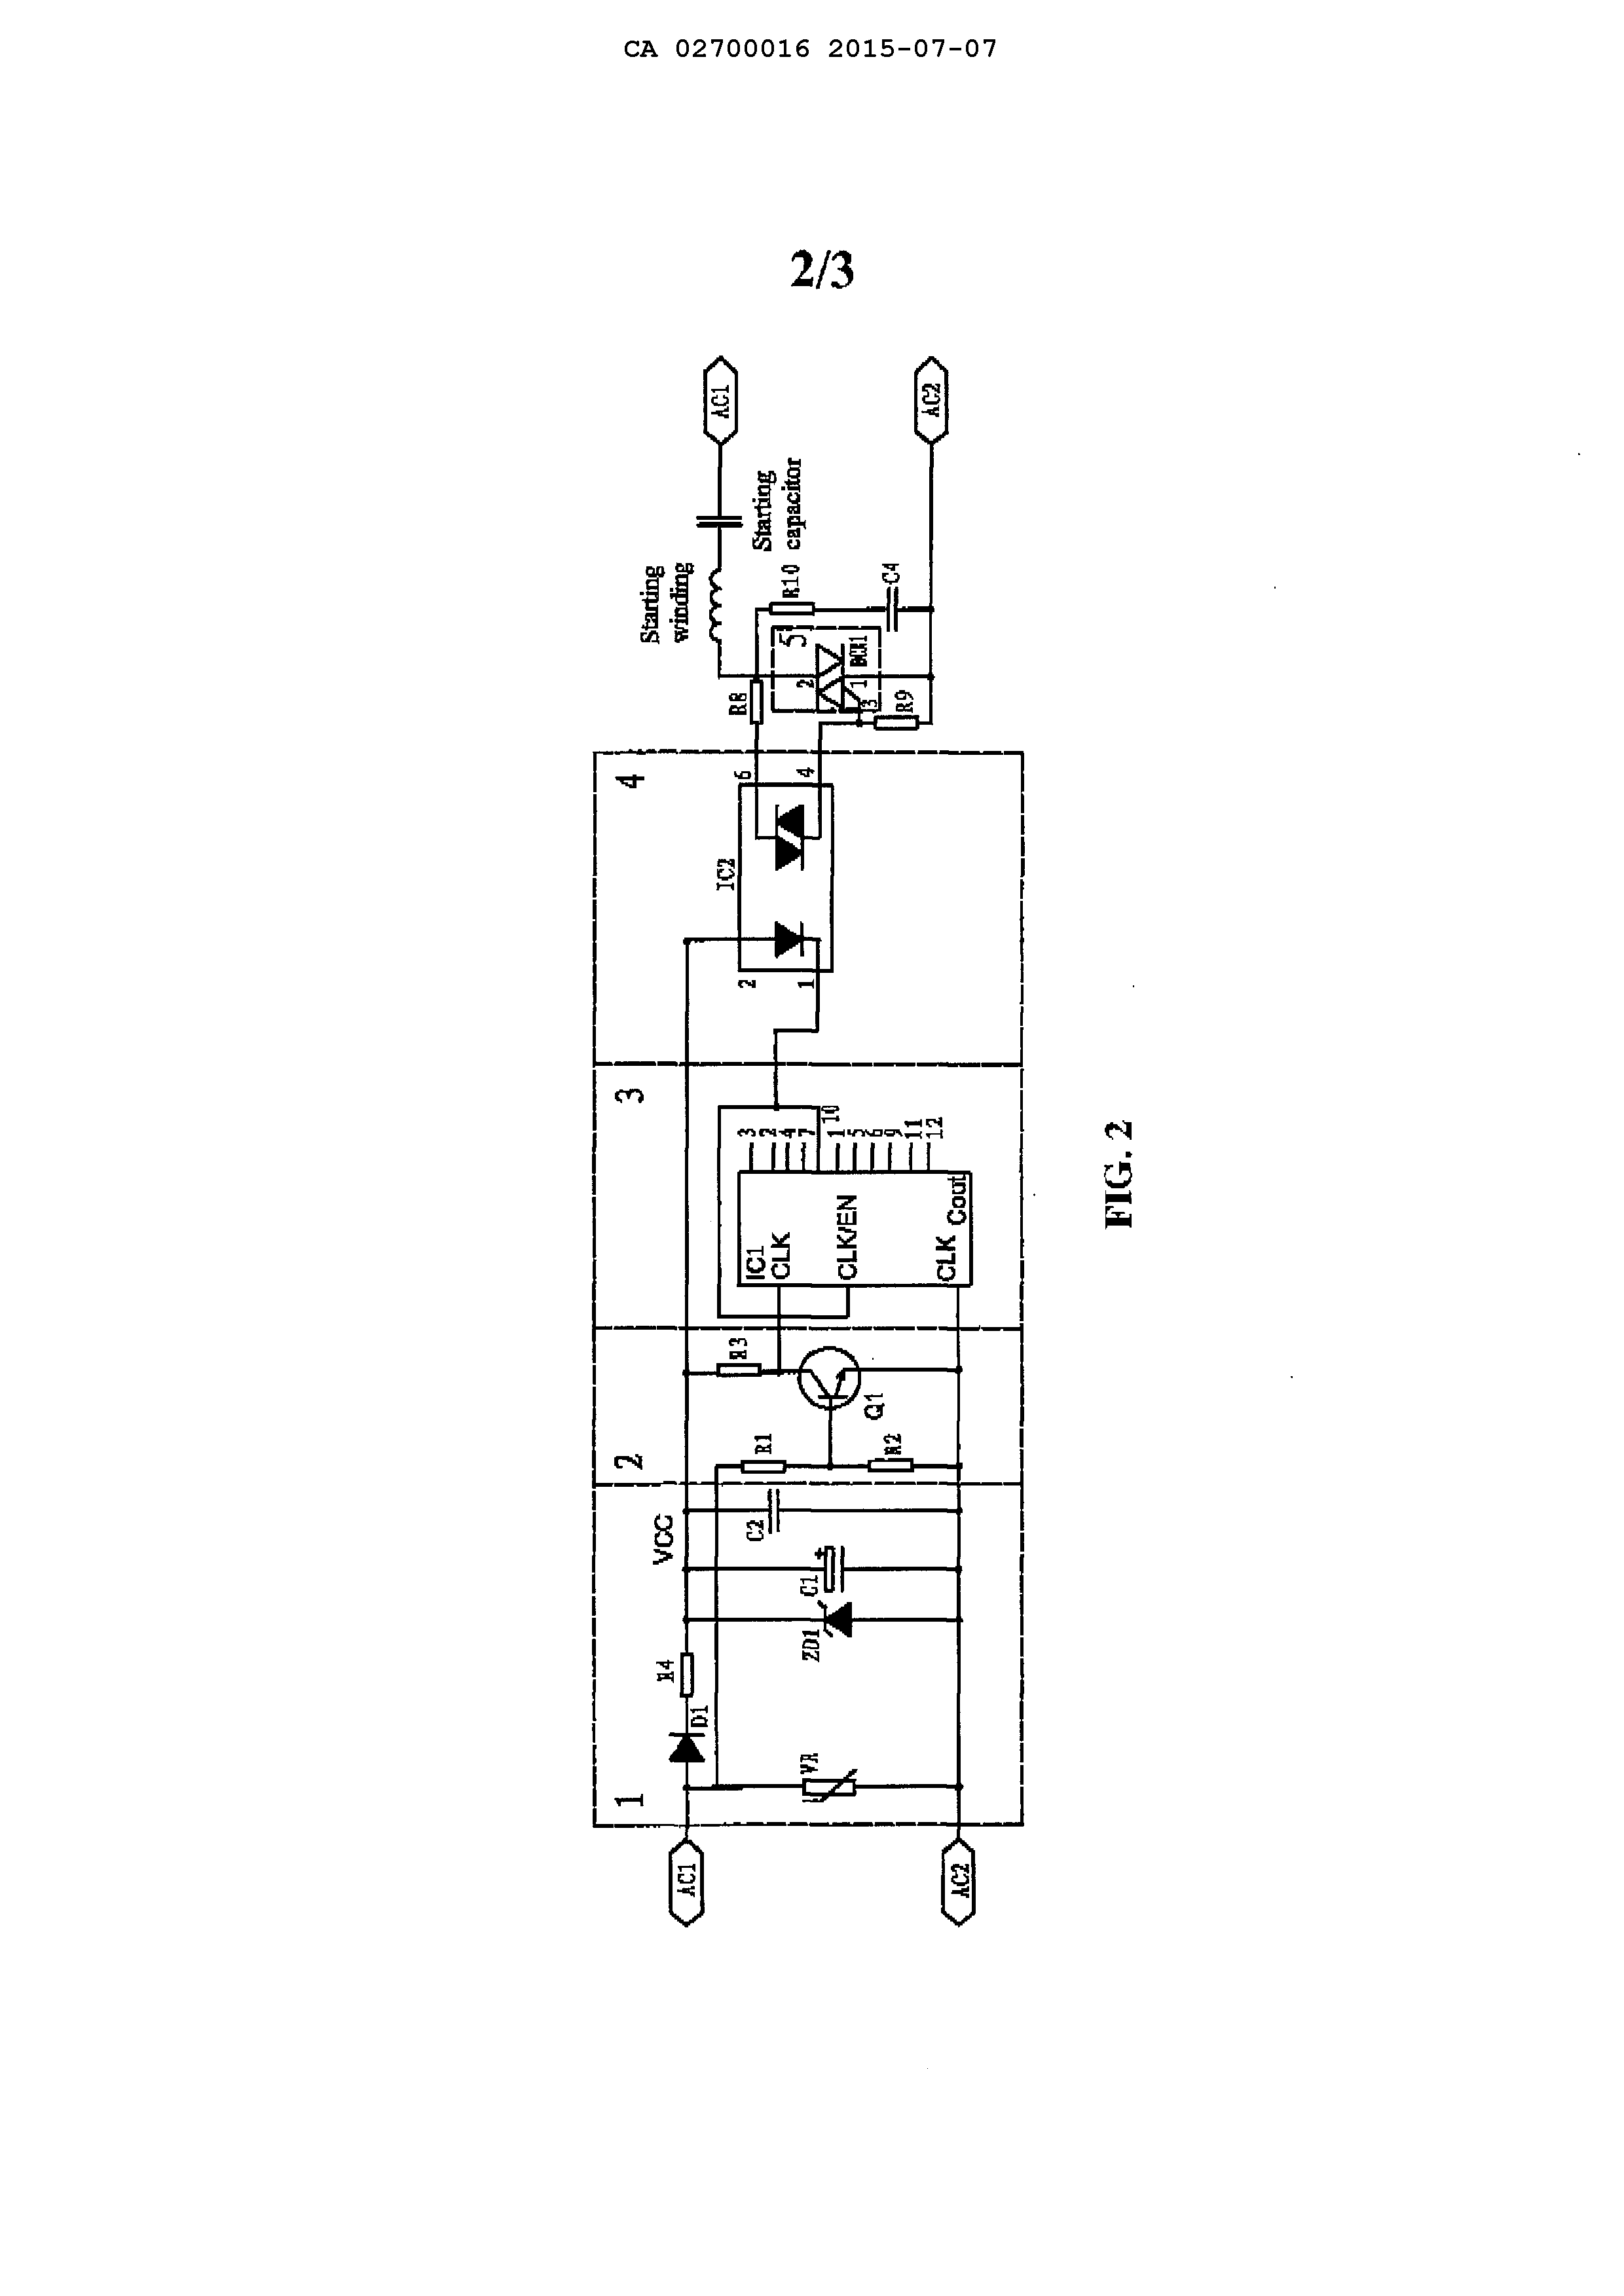 CA 02700016 2015-07-07
2/3
AC1
AC2
1
D1
R4
VR
ZD1
C1
C2
VCC
2
R1
R2
R3
Q1
3
IC1
CLK
CLK/EN
CLK
Cout
3
2
4
7
10
1
5
6
9
11
12
4
IC2
2
1
6
4
R8
R9
5
2
1
3
BCR1
R10
C4
Starting
winding
Starting
capacitor
AC1
AC2
FIG. 2